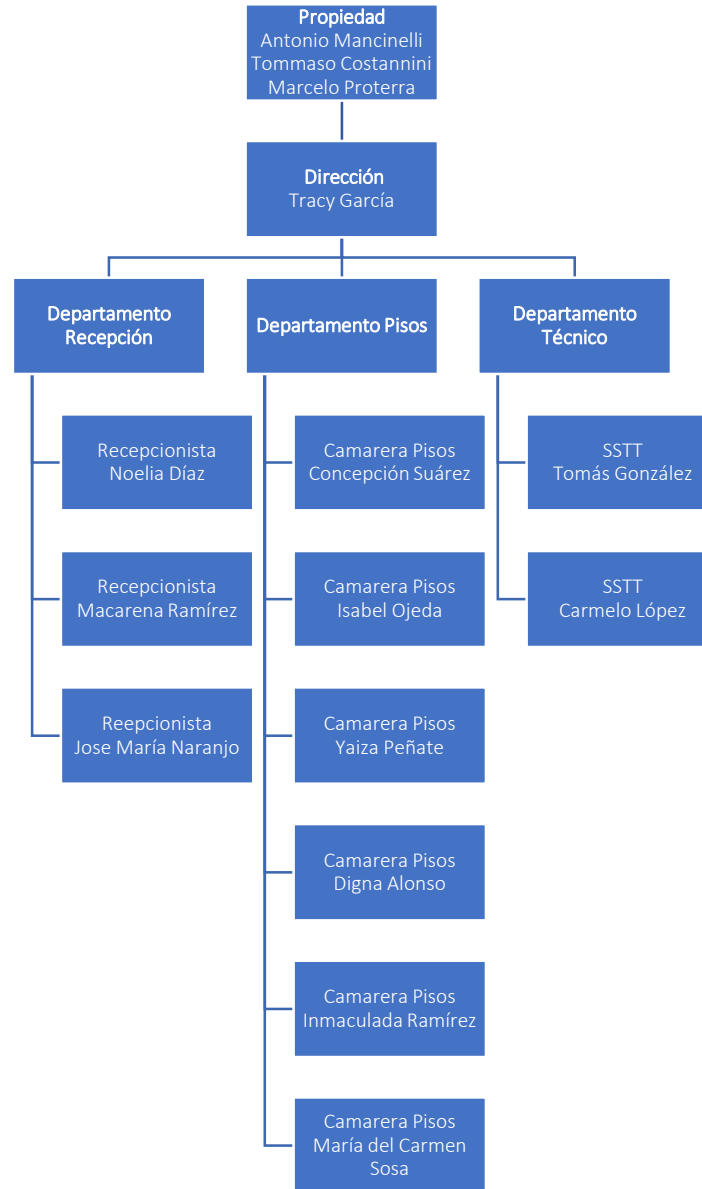 Propiedad
Antonio Mancinelli
Tommaso Costannini
Marcelo Proterra
Dirección
Tracy García
Departamento
Recepción
Departamento Pisos
Departamento
Técnico
Recepcionista
Noelia Díaz
Recepcionista
Macarena Ramírez
Reepcionista
Jose María Naranjo
Camarera Pisos
Concepción Suárez
Camarera Pisos
Isabel Ojeda
Camarera Pisos
Yaiza Peñate
Camarera Pisos
Digna Alonso
Camarera Pisos
Inmaculada Ramírez
Camarera Pisos
María del Carmen
Sosa
SSTT
Tomás González
SSTT
Carmelo López